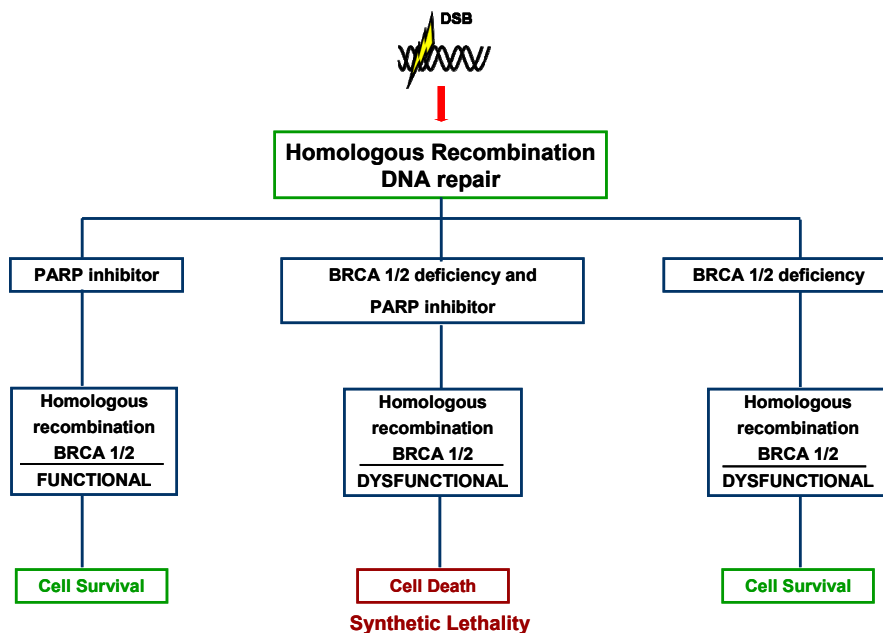 DSB
Homologous Recombination
DNA repair
PARP inhibitor
BRCA 1/2 deficiency and
PARP inhibitor
BRCA 1/2 deficiency
Homologous
recombination
BRCA 1/2
FUNCTIONAL
Homologous
recombination
BRCA 1/2
DYSFUNCTIONAL
Homologous
recombination
BRCA 1/2
DYSFUNCTIONAL
Cell Survival
Cell Death
Cell Survival
Synthetic Lethality